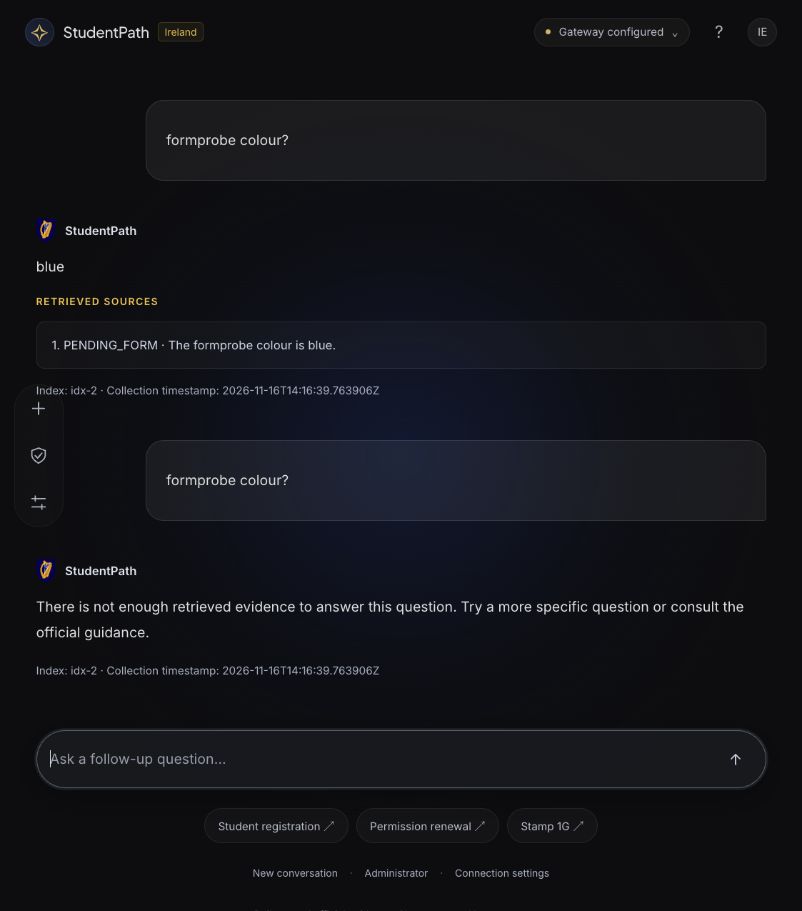 StudentPath Ireland Gateway configured ? IE
formprobe colour?
StudentPath
blue
RETRIEVED SOURCES
1. PENDING_FORM · The formprobe colour is blue.
Index: idx-2 · Collection timestamp: 2026-11-16T14:16:39.763906Z
formprobe colour?
StudentPath
There is not enough retrieved evidence to answer this question. Try a more specific question or consult the
official guidance.
Index: idx-2 · Collection timestamp: 2026-11-16T14:16:39.763906Z
Ask a follow-up question...
Student registration ↗ Permission renewal ↗ Stamp 1G ↗
New conversation · Administrator · Connection settings